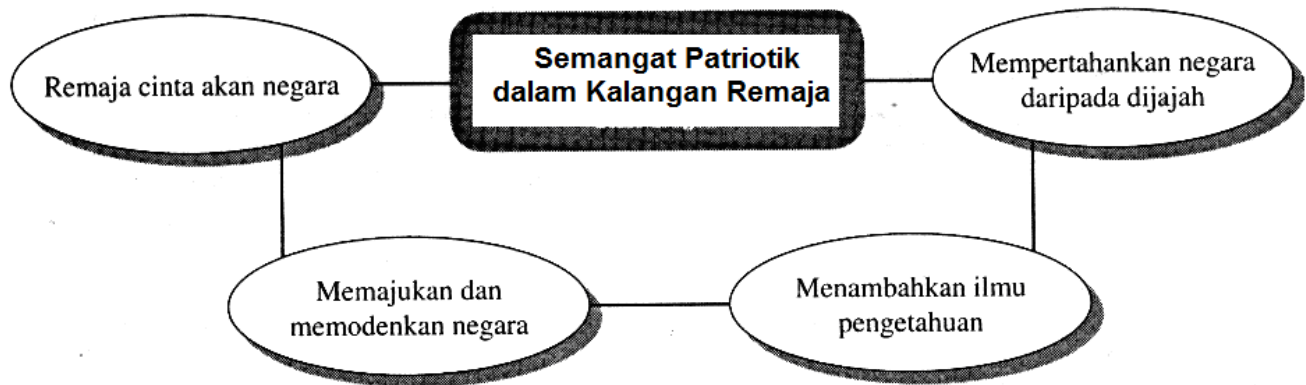 Semangat Patriotik
dalam Kalangan Remaja
Remaja cinta akan negara
Mempertahankan negara
daripada dijajah
Memajukan dan
memodenkan negara
Menambahkan ilmu
pengetahuan